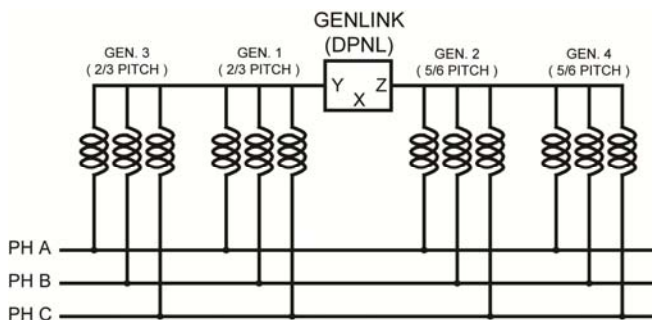 GENLINK
(DPNL)
GEN. 3
( 2/3 PITCH )
GEN. 1
( 2/3 PITCH )
GEN. 2
( 5/6 PITCH )
GEN. 4
( 5/6 PITCH )
Y
X
Z
PH A
PH B
PH C